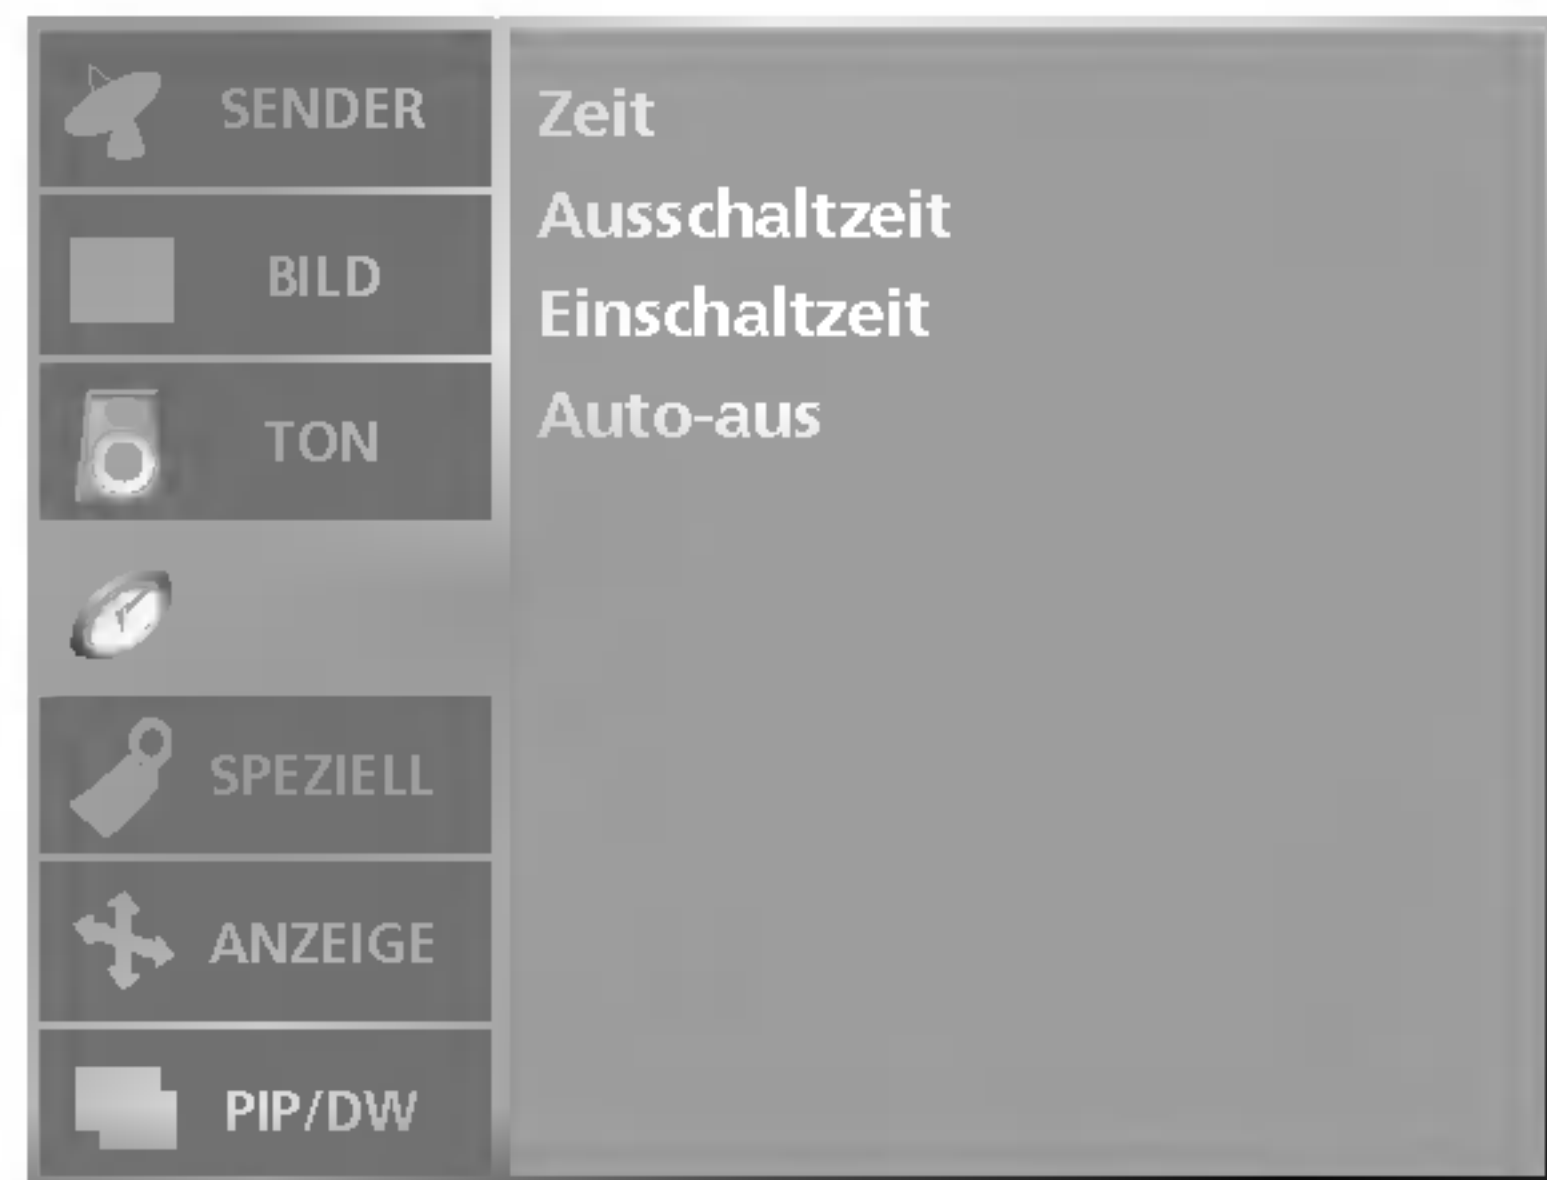 SENDER
BILD
TON
SPEZIELL
ANZEIGE
PIP/DW
Zeit
Ausschaltzeit
Einschaltzeit
Auto-aus